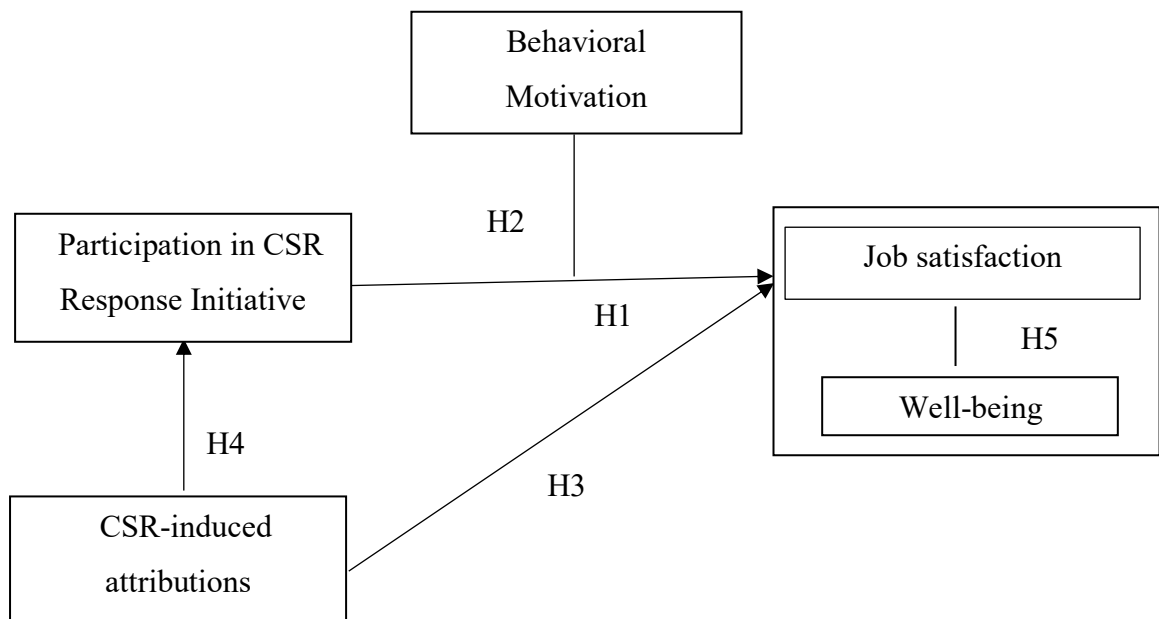 Behavioral
Motivation
H2
Participation in CSR
Response Initiative
Job satisfaction
H1
H5
Well-being
H4
H3
CSR-induced
attributions